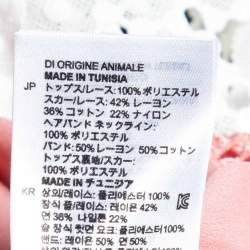 DI ORIGINE ANIMALE
MADE IN TUNISIA
JP トップス/レース: 100% ポリエステル
スカー/レース: 42% レーヨン
36% コットン 22% ナイロン
ヘアバンド ネックライン:
100% ポリエステル
バンド: 50% レーヨン 50% コットン
トップス裏地/スカー:
100% ポリエステル
MADE IN チュニジア
KR 상의/레이스: 폴리에스터 100%
장식 줄/레이스: 레이온 42%
면 36% 나일론 22%
장식 술 뒷면 요크: 폴리에스터 100%
밴드: 레이온 50% 면 50%